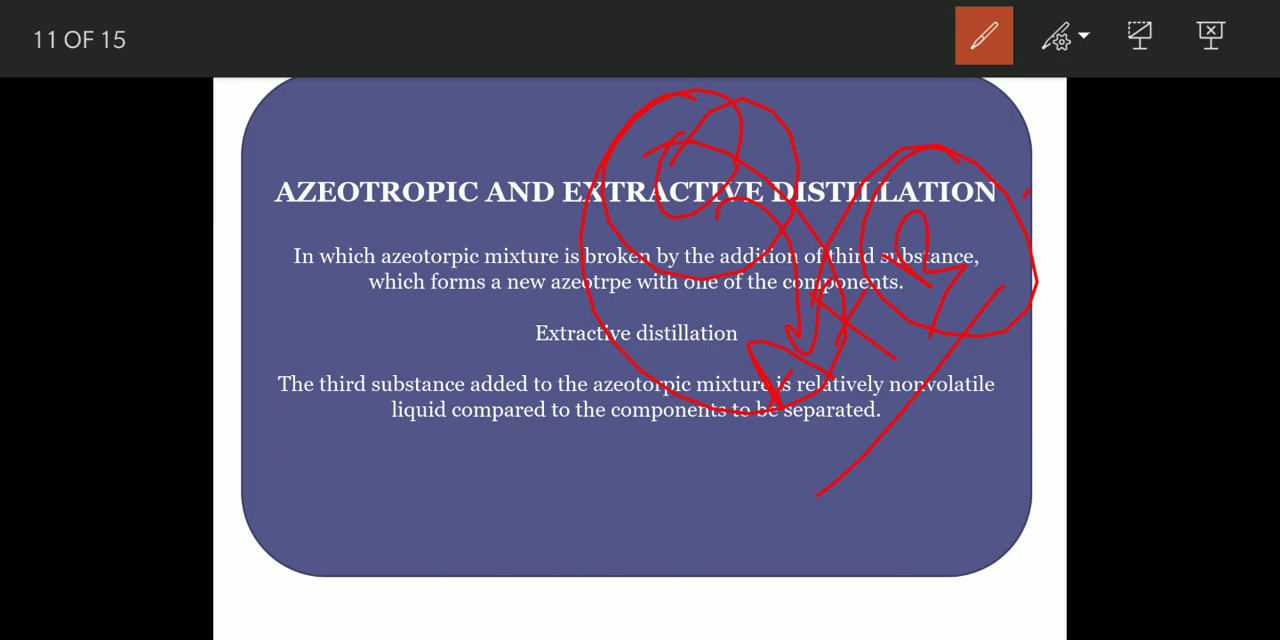 11 OF 15
AZEOTROPIC AND EXTRACTIVE DISTILLATION
In which azeotorpic mixture is broken by the addition of third substance,
which forms a new azeotrpe with one of the components.
Extractive distillation
The third substance added to the azeotorpic mixture is relatively nonvolatile
liquid compared to the components to be separated.